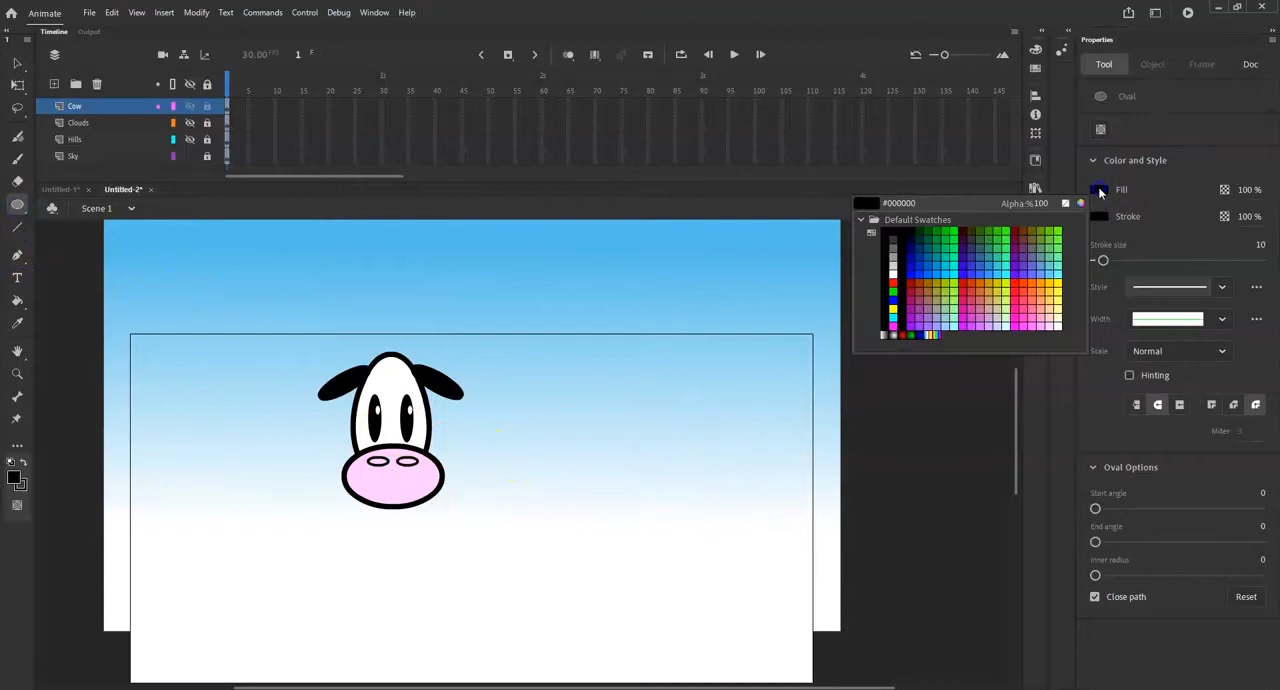 Animate File Edit View Insert Modify Text Commands Control Debug Window Help
Timeline Output
Properties
30.00 FPS 1 F
Tool Object Frame Doc
1s 2s 3s 4s
5 10 15 20 25 30 35 40 45 50 55 60 65 70 75 80 85 90 95 100 105 110 115 120 125 130 135 140 145
Oval
Cow
Clouds
Hills
Sky
Color and Style
Untitled-1* × Untitled-2* ×
Fill 100 %
Scene 1
#000000 Alpha:% 100
Stroke 100 %
Default Swatches
Stroke size 10
Style
Width
Scale Normal
Hinting
Miter 3
Oval Options
Start angle 0
End angle 0
Inner radius 0
Close path Reset